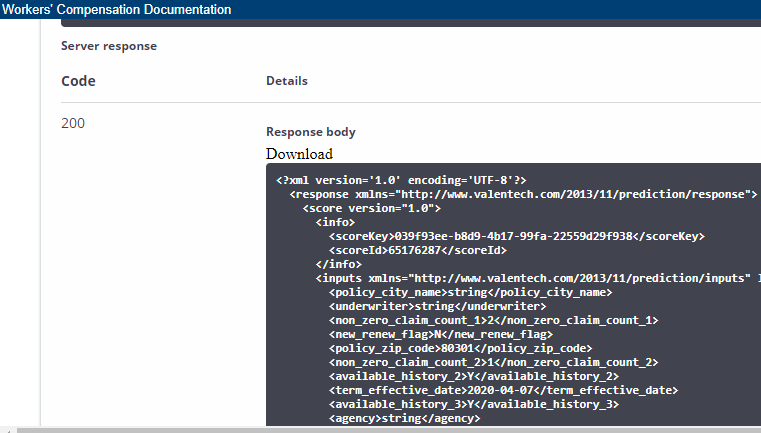 Workers' Compensation Documentation
Server response
Code Details
200
Response body
Download
<?xml version='1.0' encoding='UTF-8'?>
<response xmlns="http://www.valentech.com/2013/11/prediction/response">
<score version="1.0">
<info>
<scoreKey>039f93ee-b8d9-4b17-99fa-22559d29f938</scoreKey>
<scoreId>65176287</scoreId>
</info>
<inputs xmlns="http://www.valentech.com/2013/11/prediction/inputs"
<policy_city_name>string</policy_city_name>
<underwriter>string</underwriter>
<non_zero_claim_count_1>2</non_zero_claim_count_1>
<new_renew_flag>N</new_renew_flag>
<policy_zip_code>80301</policy_zip_code>
<non_zero_claim_count_2>1</non_zero_claim_count_2>
<available_history_2>Y</available_history_2>
<term_effective_date>2020-04-07</term_effective_date>
<available_history_3>Y</available_history_3>
<agency>string</agency>